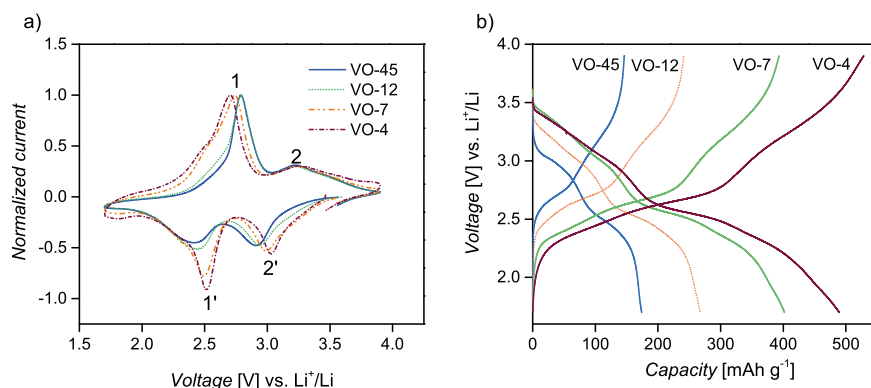 a)
1.5
1.0
0.5
0.0
-0.5
-1.0
Normalized current
1.5 2.0 2.5 3.0 3.5 4.0
Voltage [V] vs. Li⁺/Li
VO-45
VO-12
VO-7
VO-4
1
2
1'
2'
b)
4.0
3.5
3.0
2.5
2.0
Voltage [V] vs. Li⁺/Li
0 100 200 300 400 500
Capacity [mAh g⁻¹]
VO-45 VO-12 VO-7 VO-4